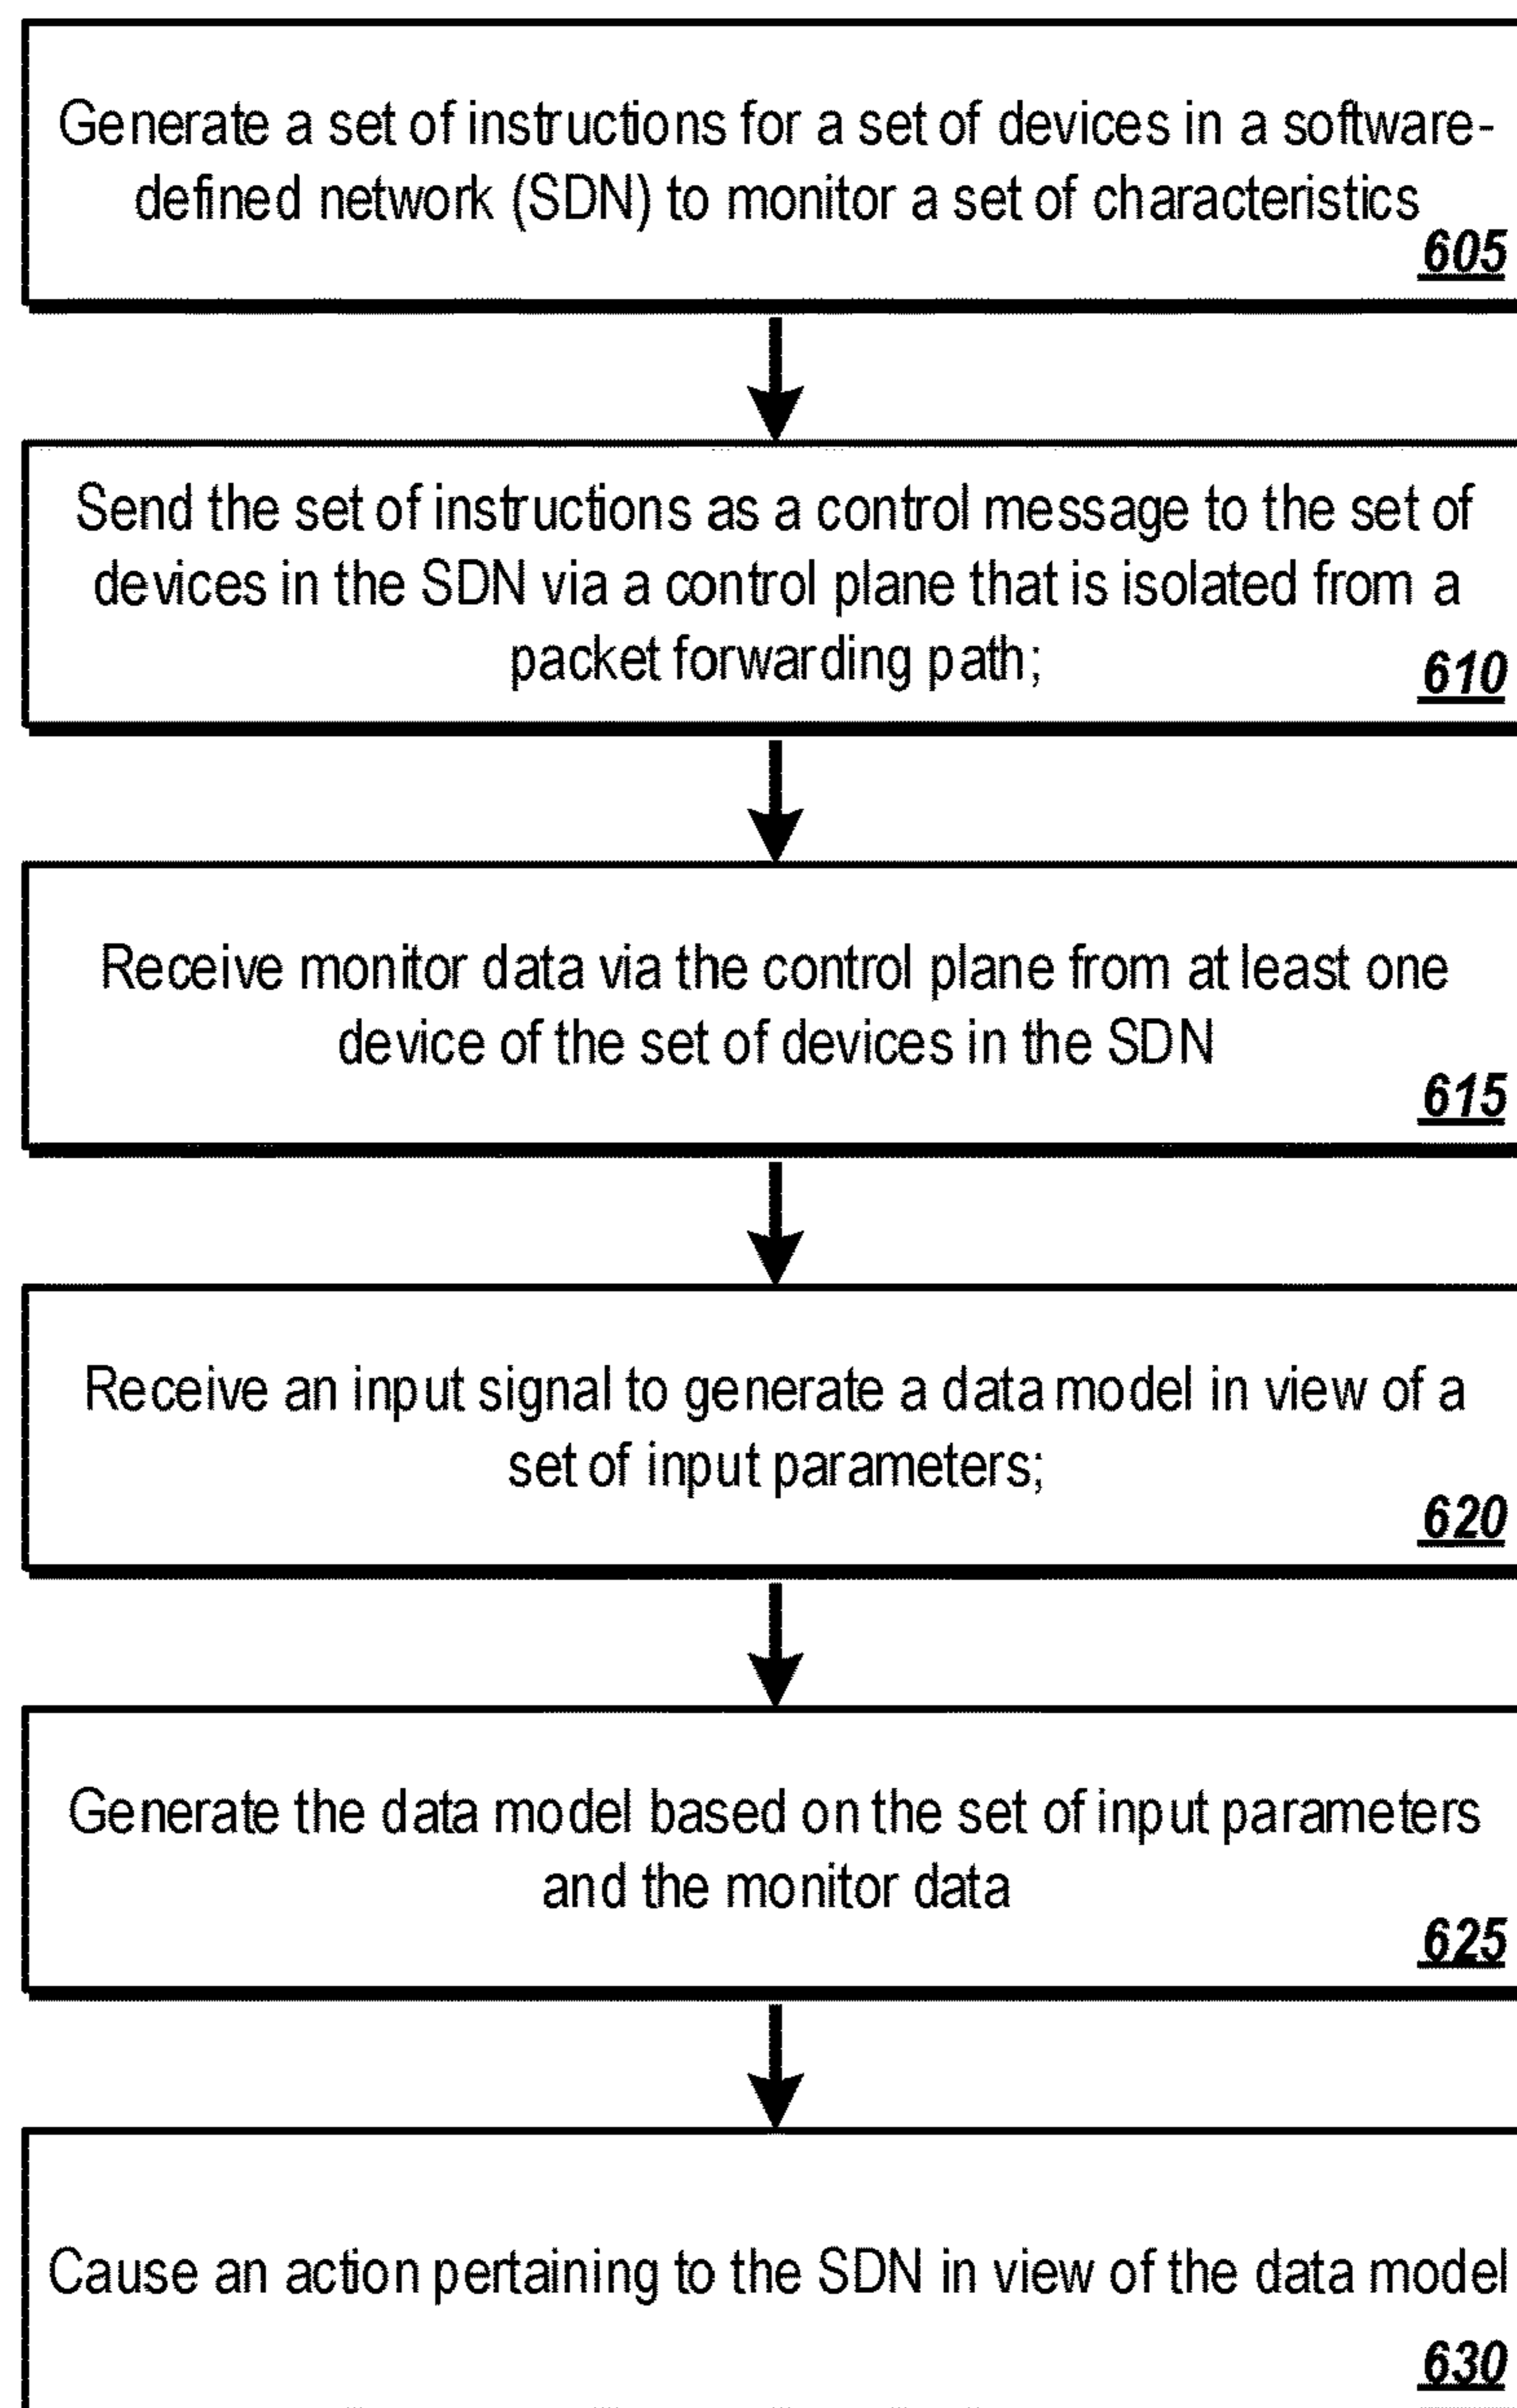 Generate a set of instructions for a set of devices in a software-
defined network (SDN) to monitor a set of characteristics
605
Send the set of instructions as a control message to the set of
devices in the SDN via a control plane that is isolated from a
packet forwarding path;
610
Receive monitor data via the control plane from at least one
device of the set of devices in the SDN
615
Receive an input signal to generate a data model in view of a
set of input parameters;
620
Generate the data model based on the set of input parameters
and the monitor data
625
Cause an action pertaining to the SDN in view of the data model
630